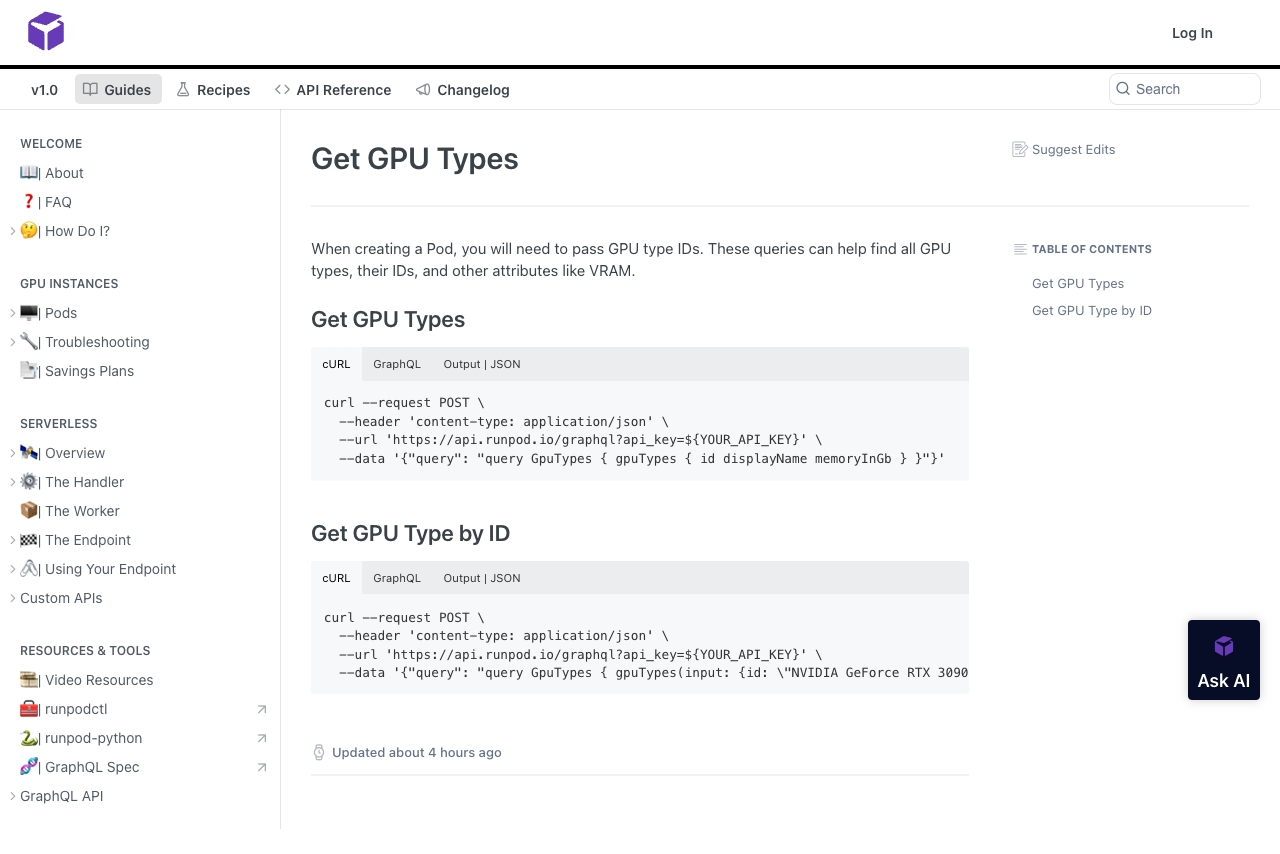 Log In
v1.0
Guides
Recipes
API Reference
Changelog
Search
WELCOME
| About
| FAQ
| How Do I?
GPU INSTANCES
| Pods
| Troubleshooting
| Savings Plans
SERVERLESS
| Overview
| The Handler
| The Worker
| The Endpoint
| Using Your Endpoint
Custom APIs
RESOURCES & TOOLS
| Video Resources
| runpodctl
| runpod-python
| GraphQL Spec
GraphQL API
Get GPU Types
When creating a Pod, you will need to pass GPU type IDs. These queries can help find all GPU
types, their IDs, and other attributes like VRAM.
Get GPU Types
cURL GraphQL Output | JSON
curl --request POST \
--header 'content-type: application/json' \
--url 'https://api.runpod.io/graphql?api_key=${YOUR_API_KEY}' \
--data '{"query": "query GpuTypes { gpuTypes { id displayName memoryInGb } }"}'
Get GPU Type by ID
cURL GraphQL Output | JSON
curl --request POST \
--header 'content-type: application/json' \
--url 'https://api.runpod.io/graphql?api_key=${YOUR_API_KEY}' \
--data '{"query": "query GpuTypes { gpuTypes(input: {id: \"NVIDIA GeForce RTX 3090
Updated about 4 hours ago
Suggest Edits
TABLE OF CONTENTS
Get GPU Types
Get GPU Type by ID
Ask AI